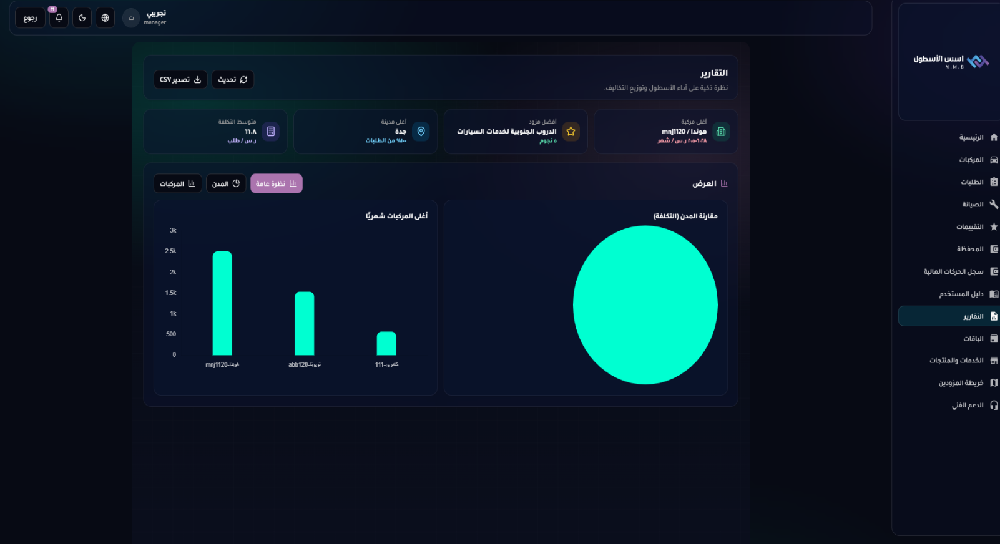 تجريبي
manager
ت
11
رجوع
أسس الأسطول
N.M.B
الرئيسية
المركبات
الطلبات
الصيانة
التقييمات
المحفظة
سجل الحركات المالية
دليل المستخدم
التقارير
الباقات
الخدمات والمنتجات
خريطة المزودين
الدعم الفني
التقارير
نظرة ذكية على أداء الأسطول وتوزيع التكاليف.
تحديث
تصدير CSV
أغلى مركبة
هوندا / mnj1120
٢٬٥٠٦٫٢٨ ر.س / شهر
أفضل مزود
الدروب الجنوبية لخدمات السيارات
٥ نجوم
أعلى مدينة
جدة
١٠٠% من الطلبات
متوسط التكلفة
٦٦٠٫٨
ر.س / طلب
العرض
نظرة عامة
المدن
المركبات
مقارنة المدن (التكلفة)
أغلى المركبات شهريًا
3k
2.5k
2k
1.5k
1k
500
0
هوندا-mnj1120
تويوتا-abb120
كامري-111